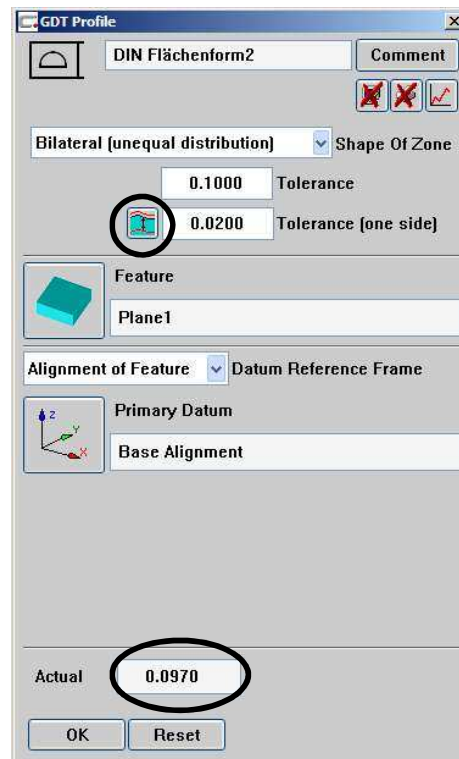 GDT Profile
DIN Flächenform2
Comment
Bilateral (unequal distribution)
Shape Of Zone
0.1000
Tolerance
0.0200
Tolerance (one side)
Feature
Plane1
Alignment of Feature
Datum Reference Frame
z
Y
X
Primary Datum
Base Alignment
Actual
0.0970
OK
Reset